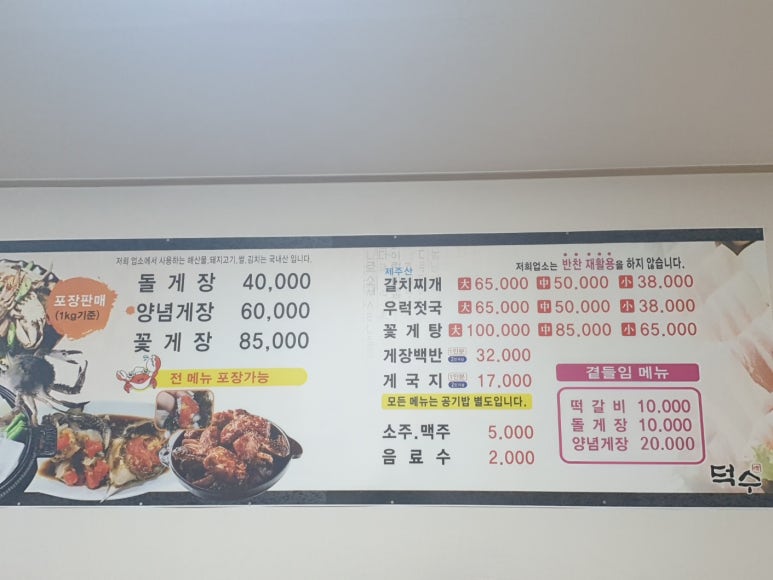 저희 업소에서 사용하는 해산물,돼지고기,쌀,김치는 국내산 입니다.
포장판매
(1kg기준)
돌게장 40,000
양념게장 60,000
꽃게장 85,000
전 메뉴 포장가능
저희업소는 반찬 재활용을 하지 않습니다.
제주산
갈치찌개 大 65.000 中 50.000 小 38.000
우럭젓국 大 65.000 中 50.000 小 38.000
꽃게탕 大 100.000 中 85.000 小 65.000
게장백반 32.000
게국지 17.000
모든 메뉴는 공기밥 별도입니다.
소주.맥주 5.000
음료수 2.000
곁들임 메뉴
떡갈비 10.000
돌게장 10.000
양념게장 20.000
덕수